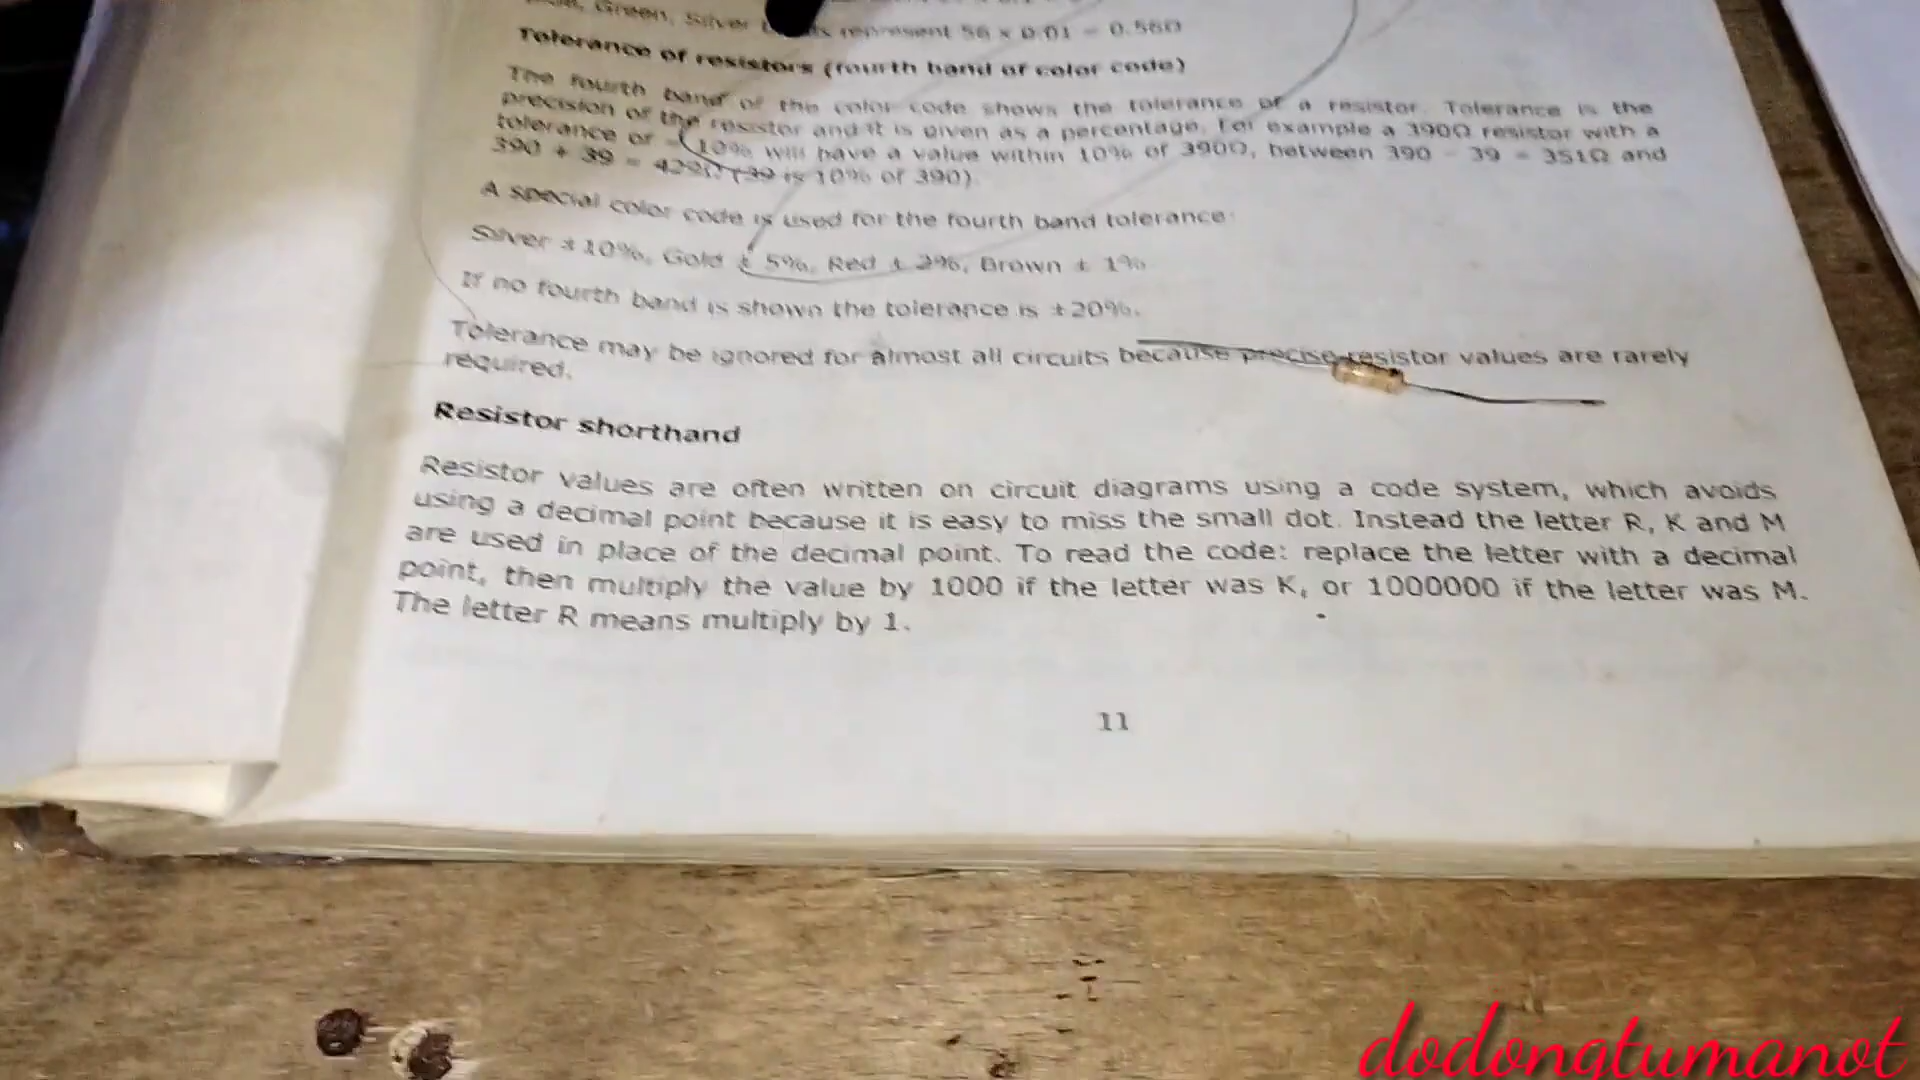 Green, Silver represent 56 x 0.01 = 0.56Ω
Tolerance of resistors (fourth band of color code)
The fourth band of the color code shows the tolerance of a resistor. Tolerance is the
precision of the resistor and it is given as a percentage. For example a 390Ω resistor with a
tolerance of 10% will have a value within 10% of 390Ω, between 390 - 39 = 351Ω and
390 + 39 = 429Ω (39 is 10% of 390).
A special color code is used for the fourth band tolerance:
Silver ±10%, Gold ± 5%, Red ± 2%, Brown ± 1%
If no fourth band is shown the tolerance is ±20%.
Tolerance may be ignored for almost all circuits because precise resistor values are rarely
required.
Resistor shorthand
Resistor values are often written on circuit diagrams using a code system, which avoids
using a decimal point because it is easy to miss the small dot. Instead the letter R, K and M
are used in place of the decimal point. To read the code: replace the letter with a decimal
point, then multiply the value by 1000 if the letter was K, or 1000000 if the letter was M.
The letter R means multiply by 1.
11
dodongtumanot